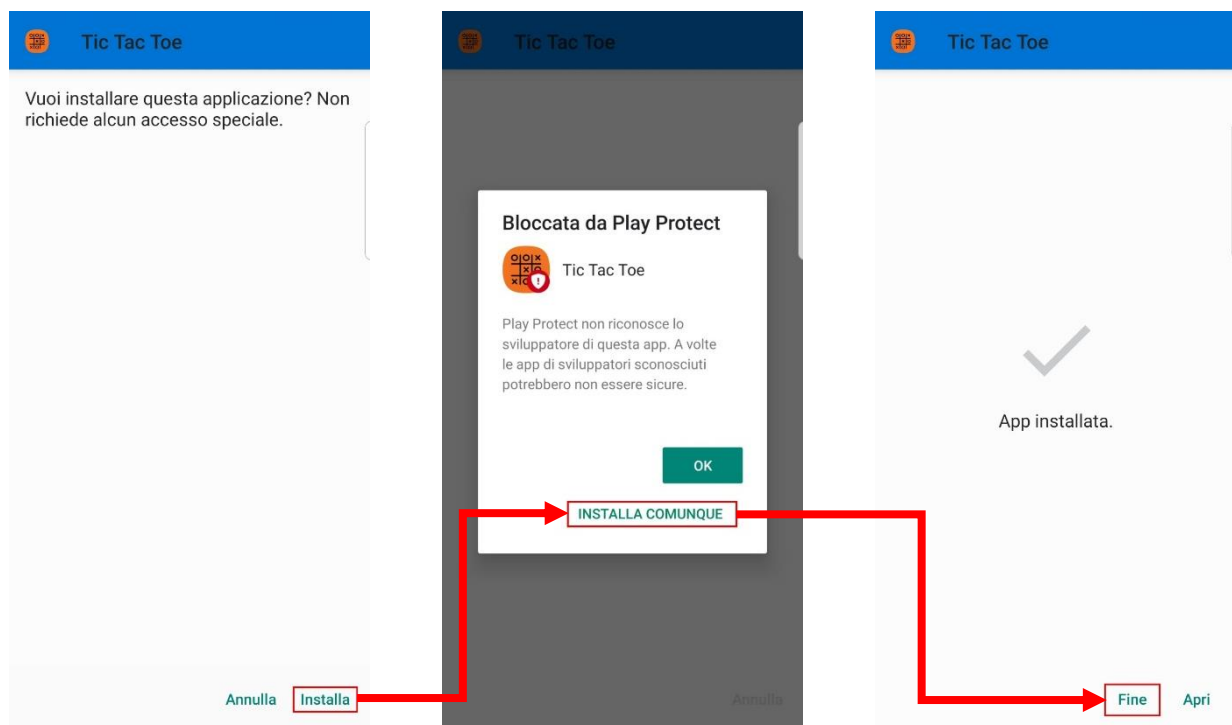 Tic Tac Toe
Vuoi installare questa applicazione? Non
richiede alcun accesso speciale.
Annulla Installa
Tic Tac Toe
Bloccata da Play Protect
Tic Tac Toe
Play Protect non riconosce lo
sviluppatore di questa app. A volte
le app di sviluppatori sconosciuti
potrebbero non essere sicure.
OK
INSTALLA COMUNQUE
Annulla
Tic Tac Toe
App installata.
Fine Apri